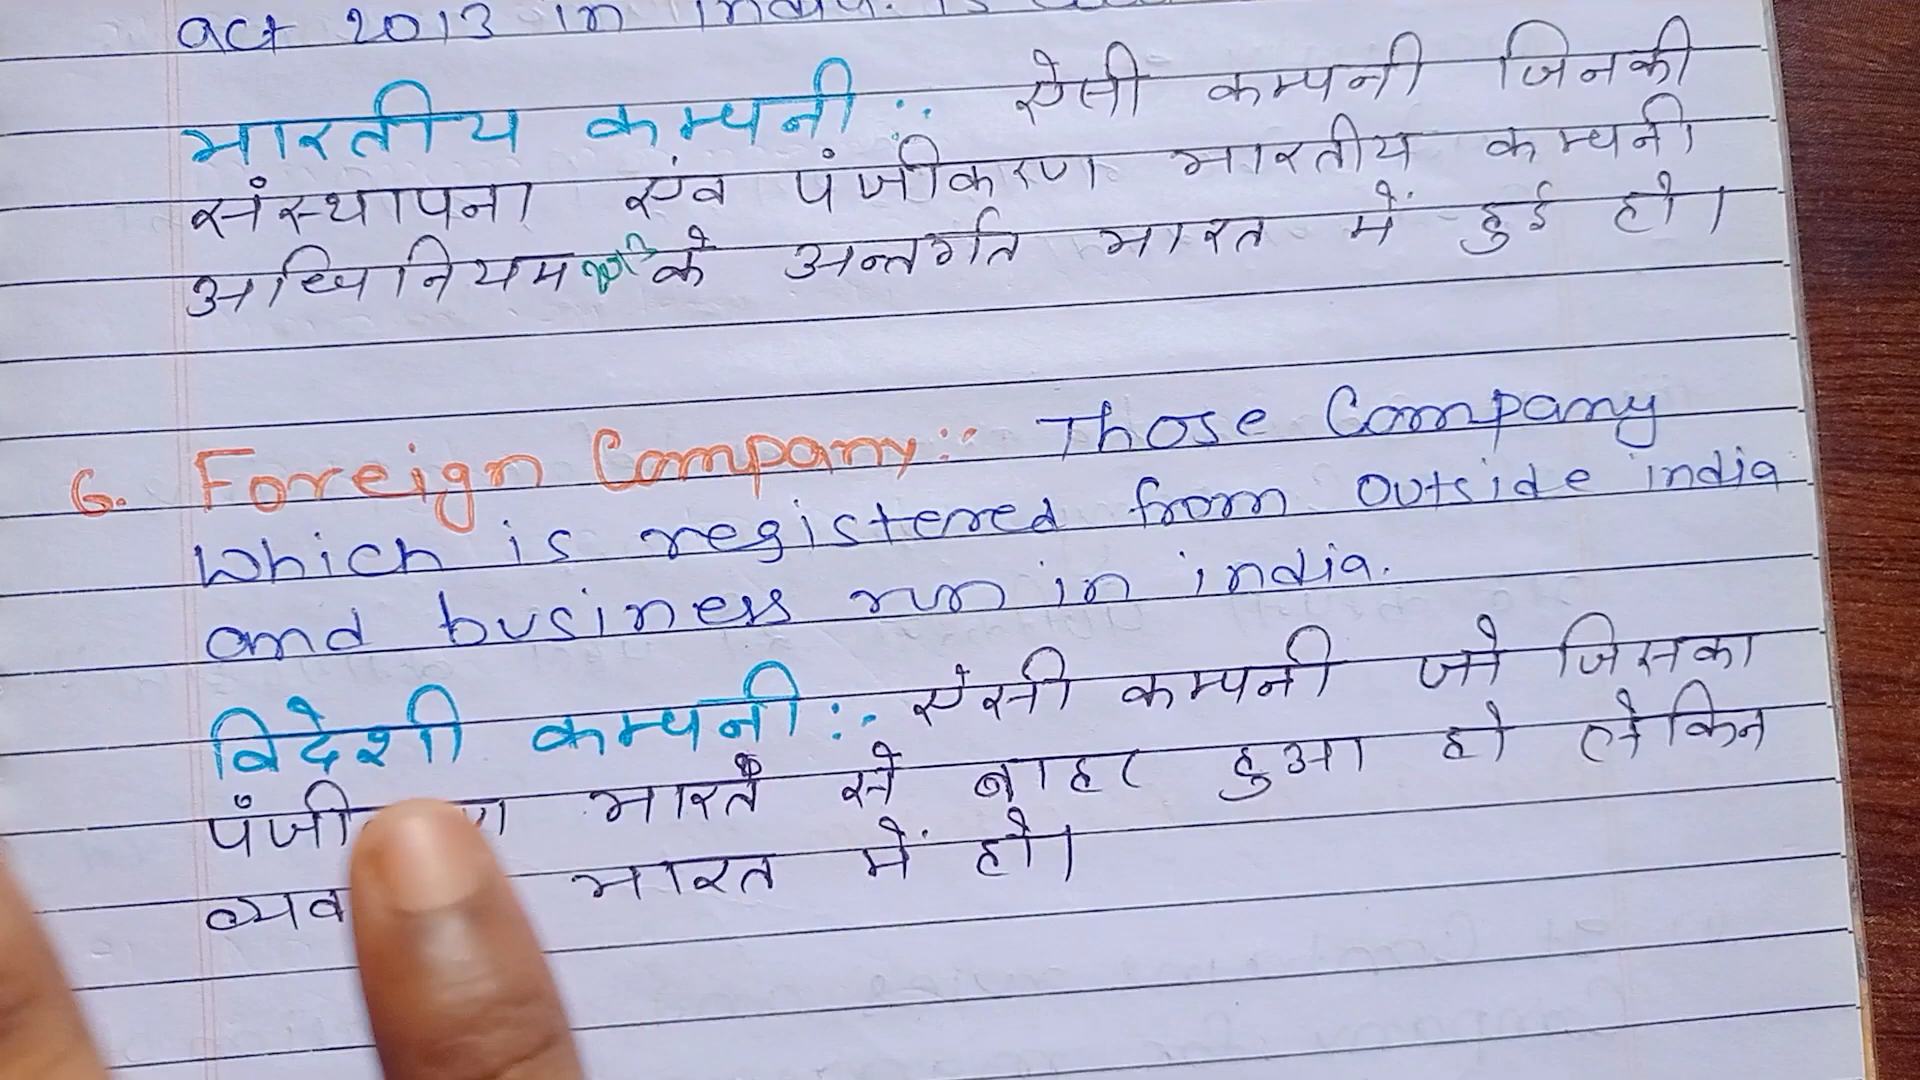 act 2013 in India. is
भारतीय कम्पनी :- ऐसी कम्पनी जिनकी
संस्थापना एंव पंजीकरण भारतीय कम्पनी
अधिनियम के अन्तर्गत भारत में हुई हो।
6. Foreign Company :- Those Company
which is registered from outside india
and business run in india.
विदेशी कम्पनी :- ऐसी कम्पनी जो जिसका
भारत से बाहर हुआ हो लेकिन
भारत में हो।